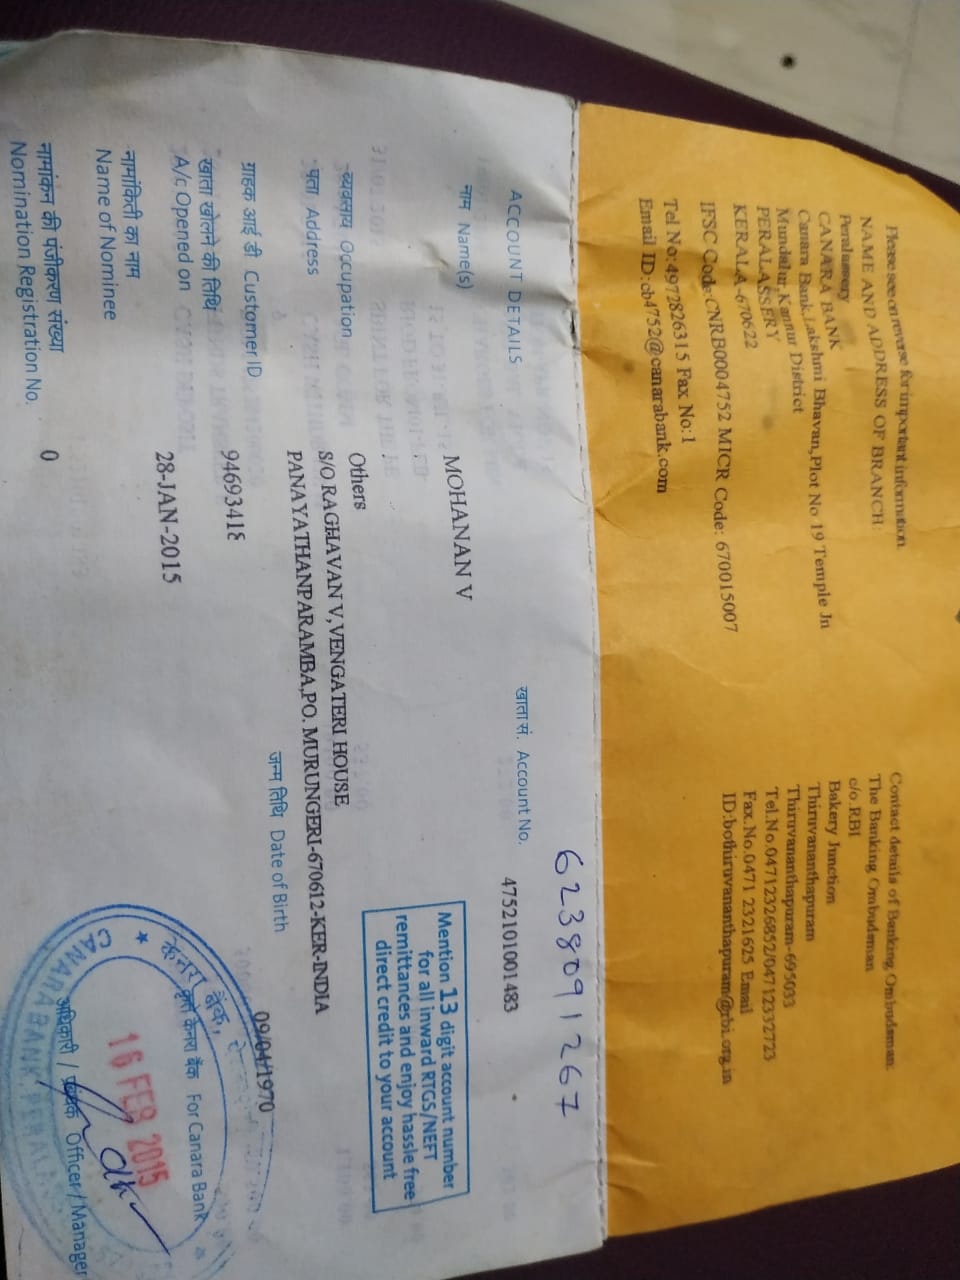 Please see on reverse for important information.
NAME AND ADDRESS OF BRANCH:
Peralassery
CANARA BANK
Canara Bank,Lakshmi Bhavan,Plot No 19 Temple Jn
Mundalur,Kannur District
PERALASSERY
KERALA -670622
IFSC Code:CNRB0004752 MICR Code: 670015007
Tel No:4972826315 Fax No:1
Email ID:cb4752@canarabank.com
Contact details of Banking Ombudsman:
The Banking Ombudsman
c/o.RBI
Bakery Junction
Thiruvananthapuram
Thiruvananthapuram-695033
Tel.No.04712326852/04712332723
Fax.No.0471 2321625 Email
ID:bothiruvananthapuram@rbi.org.in
6238091267
ACCOUNT DETAILS
खाता सं. Account No. 4752101001483
नाम Name(s) MOHANAN V
Mention 13 digit account number
for all inward RTGS/NEFT
remittances and enjoy hassle free
direct credit to your account
व्यवसाय Occupation Others
पता Address S/O RAGHAVAN V,VENGATERI HOUSE
PANAYATHANPARAMBA,PO. MURUNGERI-670612-KER-INDIA
ग्राहक आई डी Customer ID 94693418
जन्म तिथि Date of Birth 09/04/1970
खाता खोलने की तिथि
A/c Opened on 28-JAN-2015
नामांकिती का नाम
Name of Nominee
नामांकन की पंजीकरण संख्या
Nomination Registration No. 0
केनरा बैंक,
कृते केनरा बैंक For Canara Bank
16 FEB 2015
अधिकारी / प्रबंधक Officer / Manager
CANARA BANK